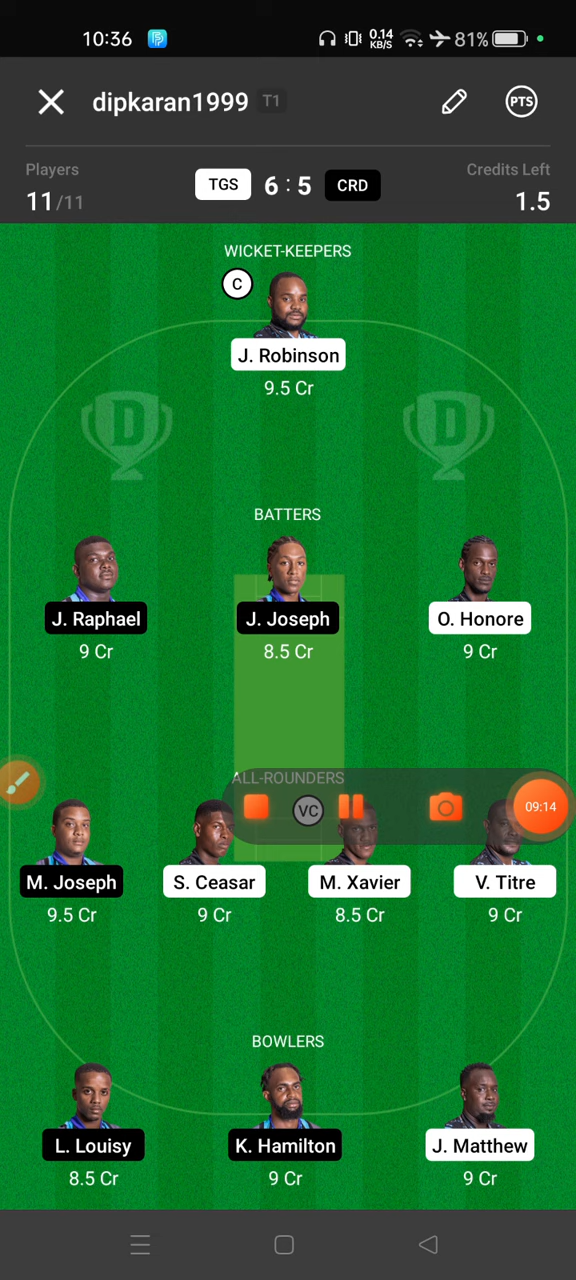 10:36
0.14
KB/S
81%
dipkaran1999 T1
PTS
Players
Credits Left
11/11
TGS 6 : 5 CRD
1.5
WICKET-KEEPERS
C
J. Robinson
9.5 Cr
D D
BATTERS
J. Raphael J. Joseph O. Honore
9 Cr 8.5 Cr 9 Cr
ALL-ROUNDERS
VC
09:14
M. Joseph S. Ceasar M. Xavier V. Titre
9.5 Cr 9 Cr 8.5 Cr 9 Cr
BOWLERS
L. Louisy K. Hamilton J. Matthew
8.5 Cr 9 Cr 9 Cr